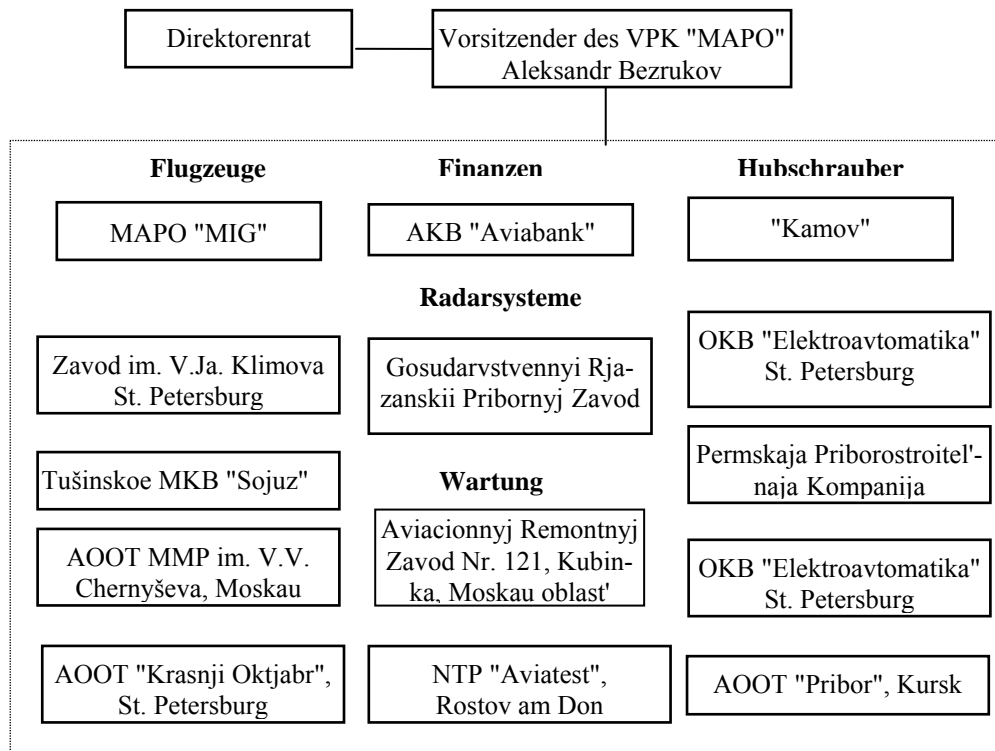 Direktorenrat
Vorsitzender des VPK "MAPO"
Aleksandr Bezrukov
Flugzeuge
MAPO "MIG"
Zavod im. V.Ja. Klimova
St. Petersburg
Tušinskoe MKB "Sojuz"
AOOT MMP im. V.V.
Chernyševa, Moskau
AOOT "Krasnji Oktjabr",
St. Petersburg
Finanzen
AKB "Aviabank"
Radarsysteme
Gosudarvstvennyi Rja-
zanskii Pribornyj Zavod
Wartung
Aviacionnyj Remontnyj
Zavod Nr. 121, Kubin-
ka, Moskau oblast'
NTP "Aviatest",
Rostov am Don
Hubschrauber
"Kamov"
OKB "Elektroavtomatika"
St. Petersburg
Permskaja Priborostroitel'-
naja Kompanija
OKB "Elektroavtomatika"
St. Petersburg
AOOT "Pribor", Kursk